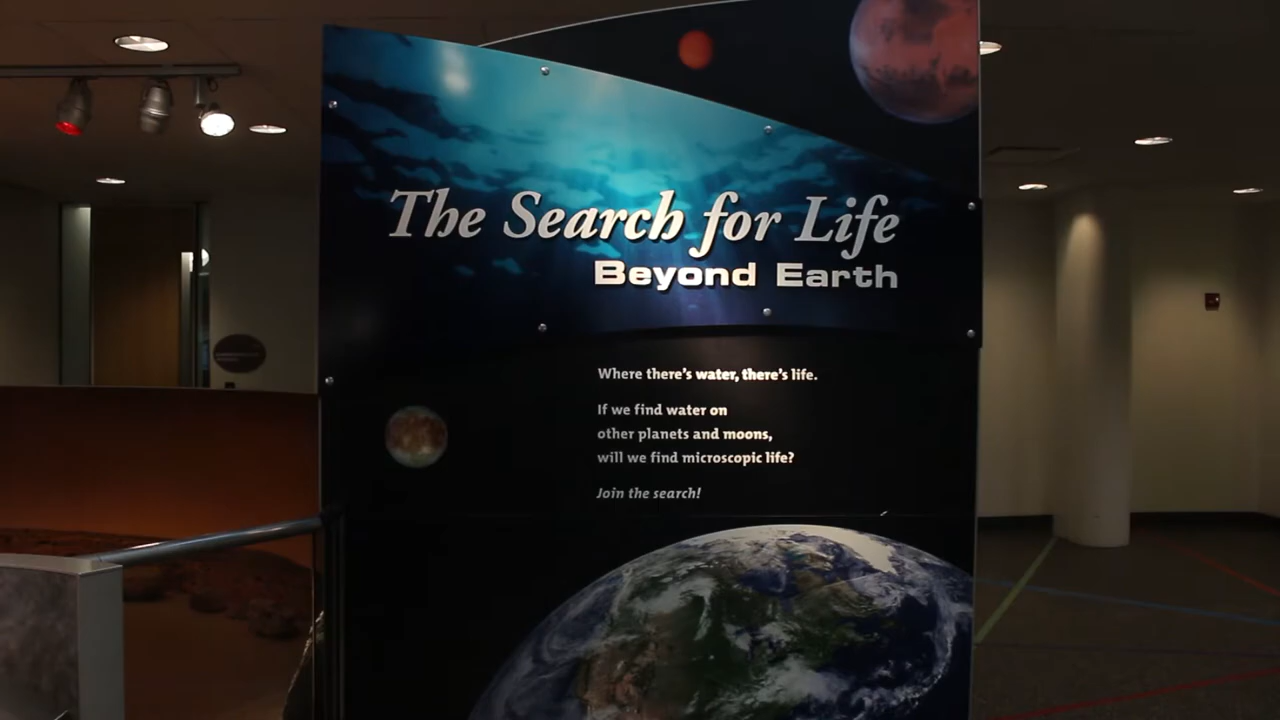 The Search for Life
Beyond Earth
Where there's water, there's life.
If we find water on
other planets and moons,
will we find microscopic life?
Join the search!